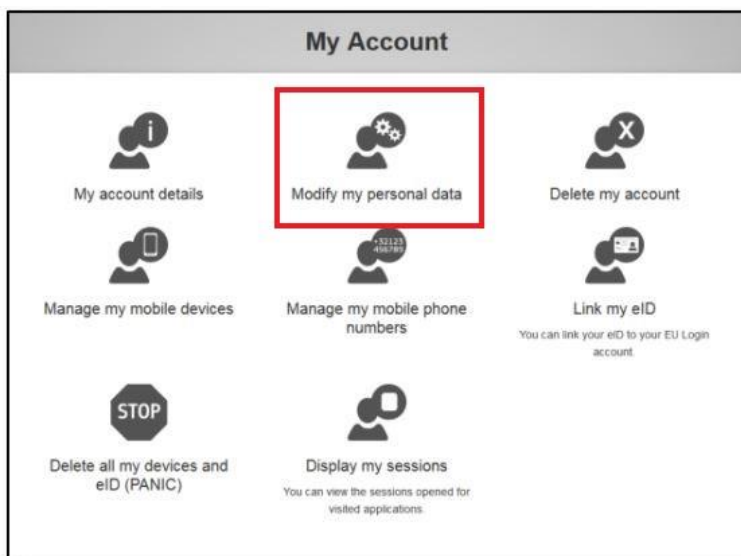 My Account
i
X
My account details
Modify my personal data
Delete my account
+32123
456789
Manage my mobile devices
Manage my mobile phone
numbers
Link my eID
You can link your eID to your EU Login
account
STOP
Delete all my devices and
eID (PANIC)
Display my sessions
You can view the sessions opened for
visited applications